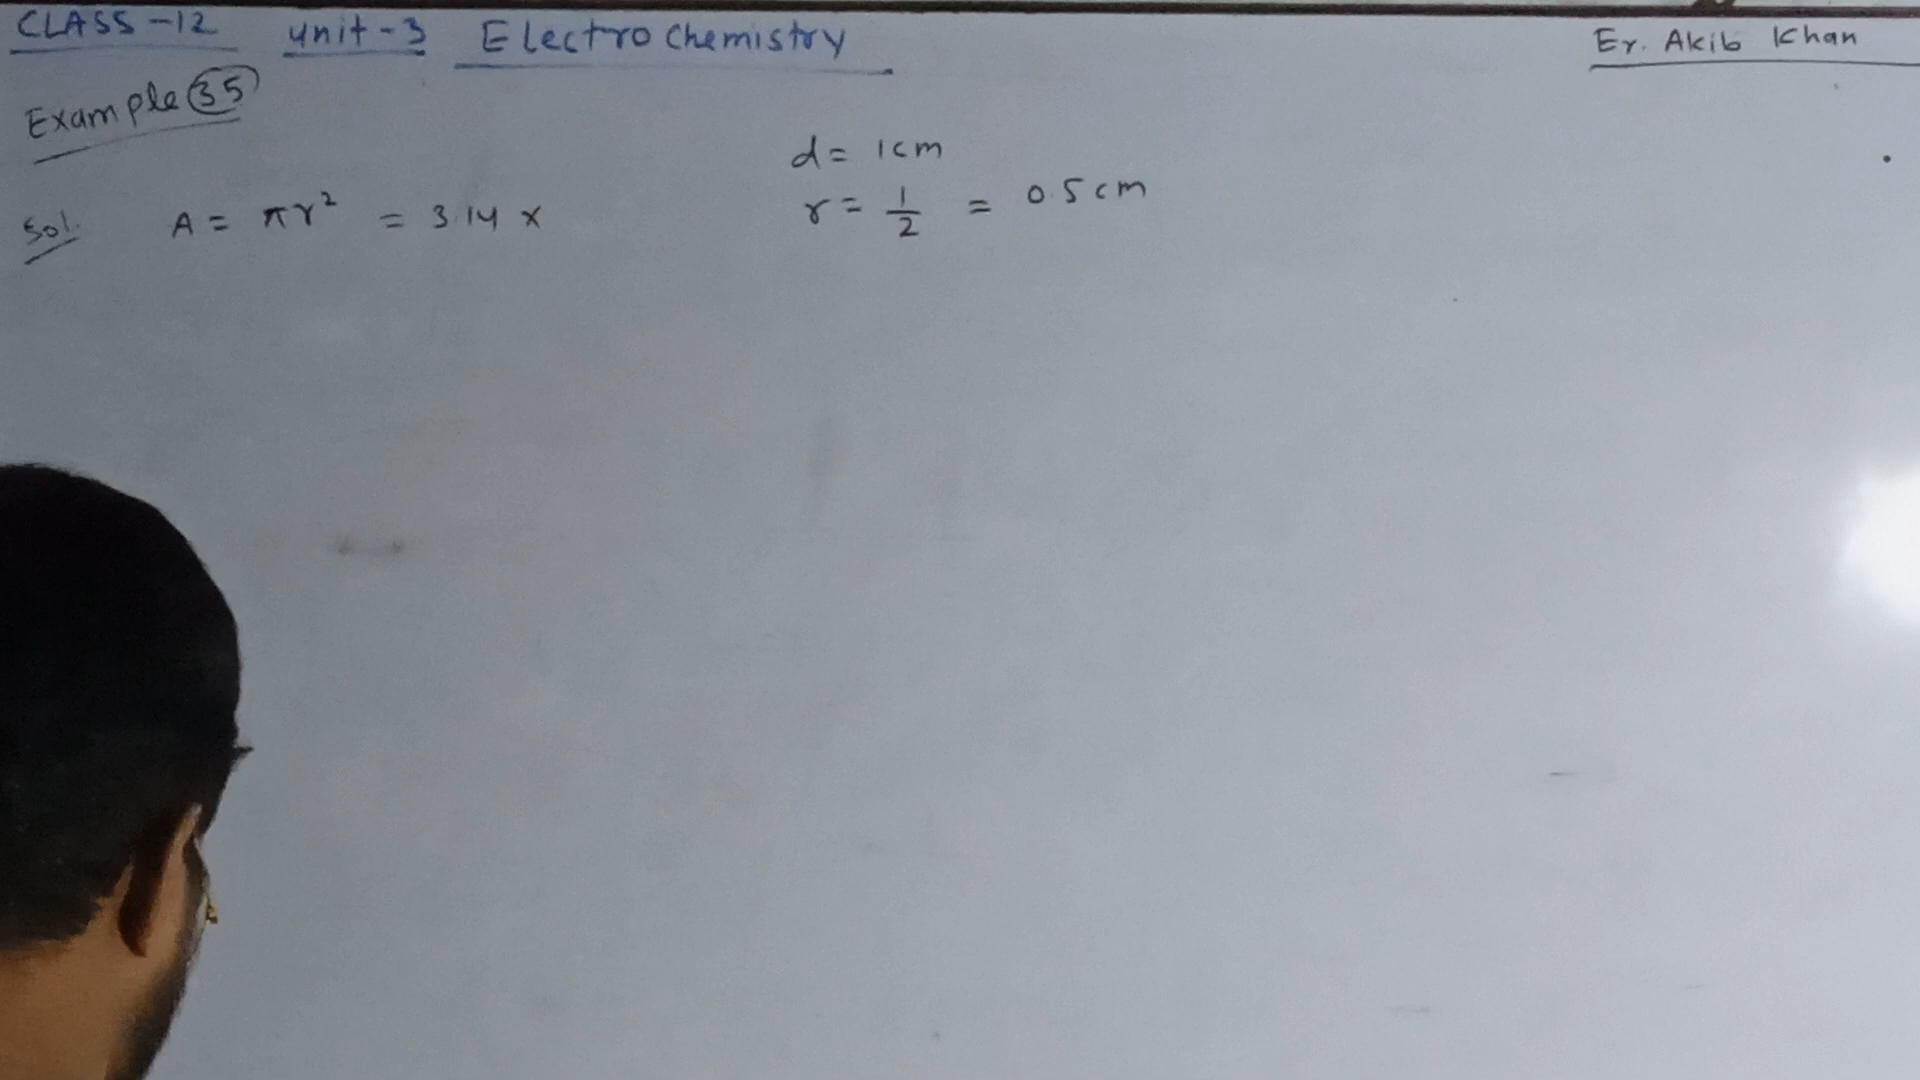 CLASS-12 unit-3 Electro Chemistry Er. Akib Khan
Example 35
d = 1cm
r = 1/2 = 0.5cm
Sol. A = πr² = 3.14 ×